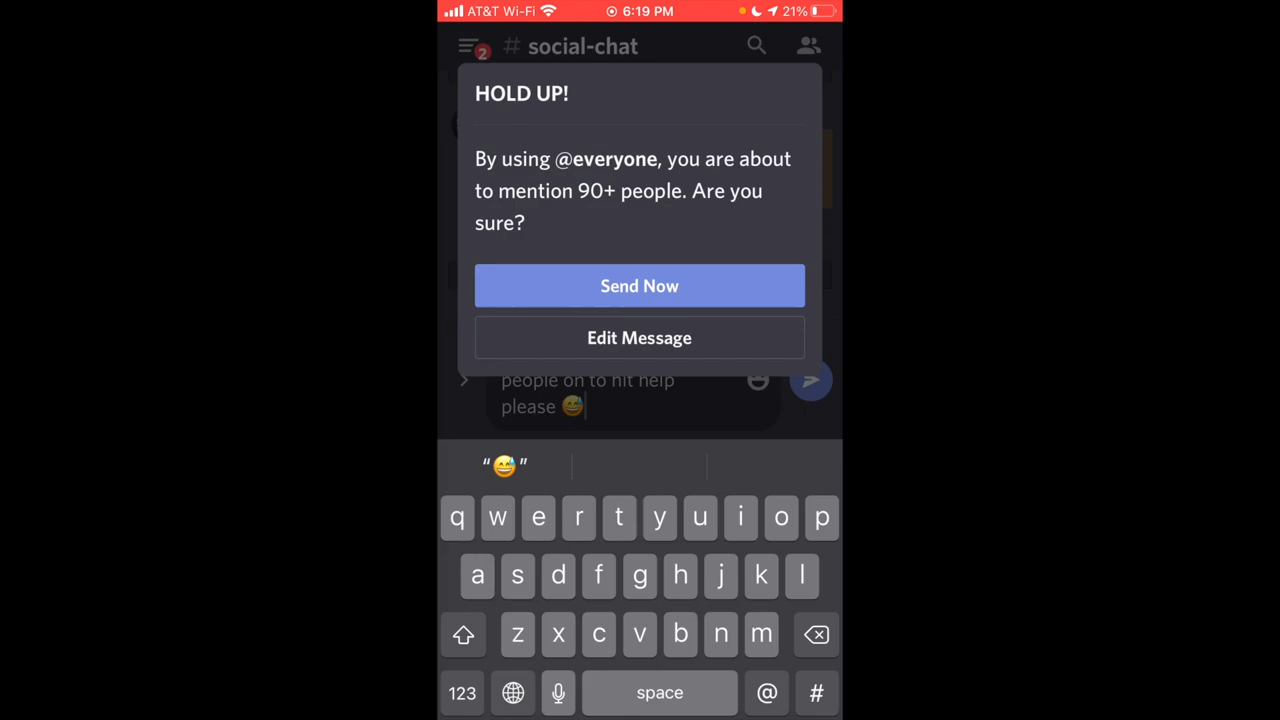 AT&T Wi-Fi 6:19 PM 21%
2 # social-chat
HOLD UP!
By using @everyone, you are about
to mention 90+ people. Are you
sure?
Send Now
Edit Message
people on to hit help
please 😅
“😅”
q w e r t y u i o p
a s d f g h j k l
z x c v b n m
123 space @ #